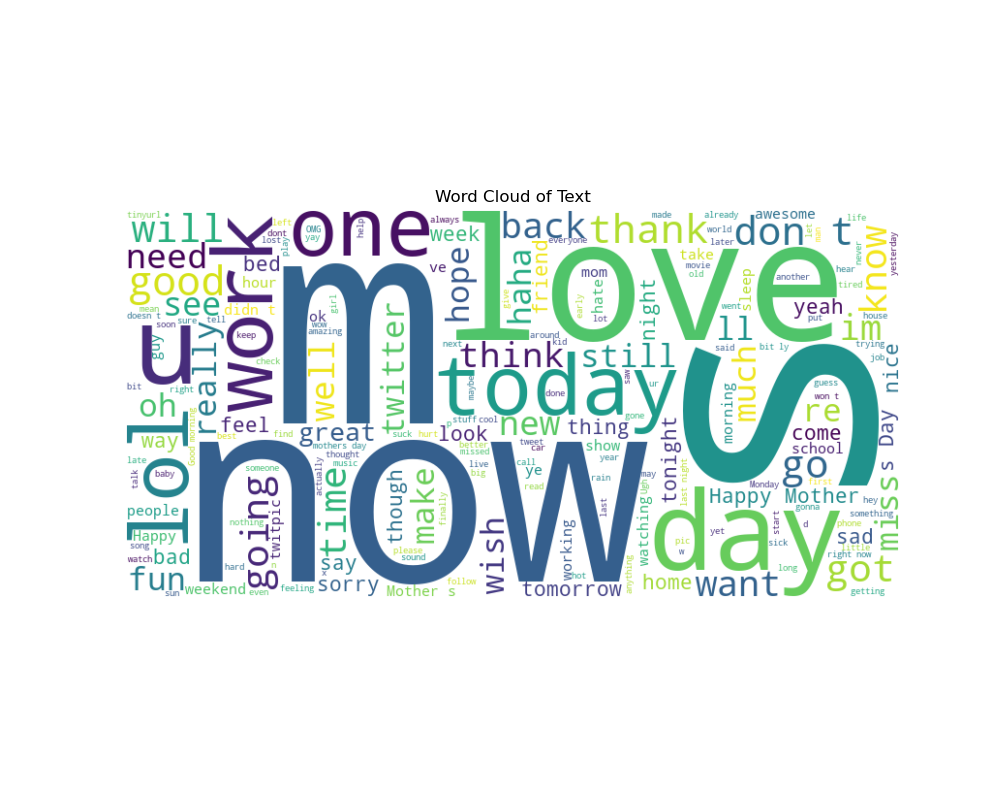 Word Cloud of Text
tinyurl
will
need
good
see
mean
doesn t
soon
sure
tell
u
guy
keep
bit
right
oh
way
late
talk
lol
really
baby
Good morning
people
Happy
song
watch
bad
fun
sun
weekend
work
left
dont
lost
play
bed
hour
didn t
check
feel
best
find
someone
going
nothing
hard
even
n
twitpic
feeling
one
OMG
yay
help
m
ok
wow
amazing
girl
well
twitter
great
mothers day
thought
music
suck
hurt
actually
time
say
x
sorry
now
though
make
please
sound
finally
follow
Mother s
always
week
ve
hope
love
back
everyone
haha
friend
give
thank
made
already
world
later
take
movie
old
early
mom
hate
lot
night
went
sleep
another
don t
awesome
let
man
life
never
know
yesterday
hear
tired
yeah
put
house
im
ll
bit ly
trying
job
nice
next
around
kid
think
still
today
maybe
done
saw
ur
gone
p
stuff
cool
new
thing
look
better
missed
tweet
car
show
year
live
big
call
ye
read
rain
may
last
ugh
wish
working
hot
tomorrow
anything
watching
tonight
last night
s
said
much
morning
guess
won t
re
come
school
go
Monday
first
gonna
Happy Mother
s Day
miss
hey
something
day
pic
w
yet
start
d
phone
sad
sick
little
right now
long
got
home
want
getting